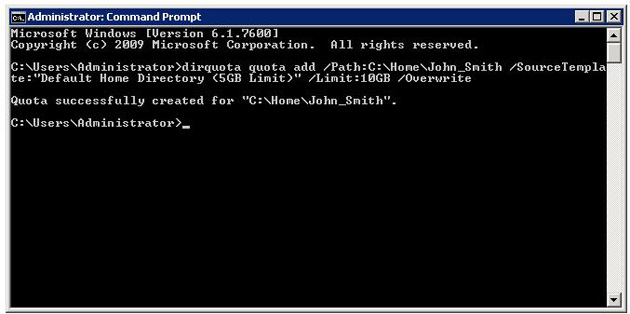 Administrator: Command Prompt
Microsoft Windows [Version 6.1.7600]
Copyright (c) 2009 Microsoft Corporation.  All rights reserved.
C:\Users\Administrator>dirquota quota add /Path:C:\Home\John_Smith /SourceTempla
te:"Default Home Directory (5GB Limit)" /Limit:10GB /Overwrite
Quota successfully created for "C:\Home\John_Smith".
C:\Users\Administrator>_